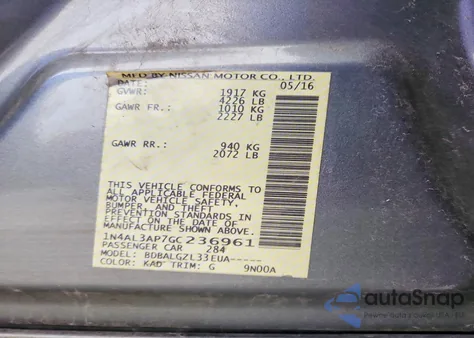 MFD BY NISSAN MOTOR CO., LTD.
DATE: 05/16
GVWR: 1917 KG
4226 LB
GAWR FR.: 1010 KG
2227 LB
GAWR RR.: 940 KG
2072 LB
THIS VEHICLE CONFORMS TO
ALL APPLICABLE FEDERAL
MOTOR VEHICLE SAFETY,
BUMPER, AND THEFT
PREVENTION STANDARDS
IN EFFECT ON THE DATE OF
MANUFACTURE SHOWN ABOVE.
1N4AL3AP7GC236961
PASSENGER CAR 284
MODEL: BDBALGZL33EUA-----
COLOR: KAD TRIM: G 9N00A
autoSnap